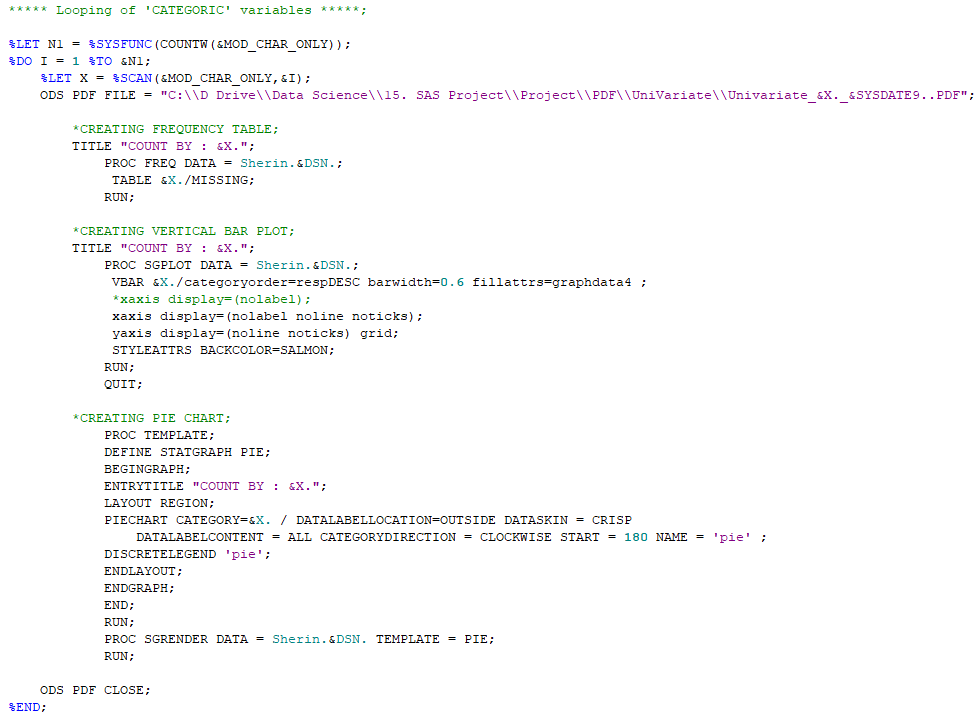 ***** Looping of 'CATEGORIC' variables *****;
%LET N1 = %SYSFUNC(COUNTW(&MOD_CHAR_ONLY));
%DO I = 1 %TO &N1;
%LET X = %SCAN(&MOD_CHAR_ONLY,&I);
ODS PDF FILE = "C:\\D Drive\\Data Science\\15. SAS Project\\Project\\PDF\\UniVariate\\Univariate_&X._&SYSDATE9..PDF";
*CREATING FREQUENCY TABLE;
TITLE "COUNT BY : &X.";
PROC FREQ DATA = Sherin.&DSN.;
TABLE &X./MISSING;
RUN;
*CREATING VERTICAL BAR PLOT;
TITLE "COUNT BY : &X.";
PROC SGPLOT DATA = Sherin.&DSN.;
VBAR &X./categoryorder=respDESC barwidth=0.6 fillattrs=graphdata4 ;
*xaxis display=(nolabel);
xaxis display=(nolabel noline noticks);
yaxis display=(noline noticks) grid;
STYLEATTRS BACKCOLOR=SALMON;
RUN;
QUIT;
*CREATING PIE CHART;
PROC TEMPLATE;
DEFINE STATGRAPH PIE;
BEGINGRAPH;
ENTRYTITLE "COUNT BY : &X.";
LAYOUT REGION;
PIECHART CATEGORY=&X. / DATALABELLOCATION=OUTSIDE DATASKIN = CRISP
DATALABELCONTENT = ALL CATEGORYDIRECTION = CLOCKWISE START = 180 NAME = 'pie' ;
DISCRETELEGEND 'pie';
ENDLAYOUT;
ENDGRAPH;
END;
RUN;
PROC SGRENDER DATA = Sherin.&DSN. TEMPLATE = PIE;
RUN;
ODS PDF CLOSE;
%END;